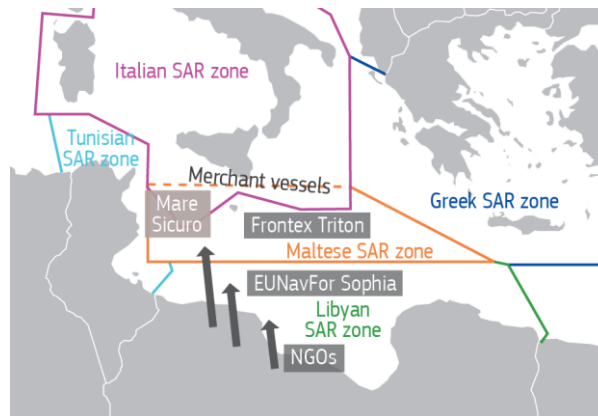 Italian SAR zone
Tunisian
SAR zone
Merchant vessels
Mare
Sicuro
Greek SAR zone
Frontex Triton
Maltese SAR zone
EUNavFor Sophia
Libyan
SAR zone
NGOs